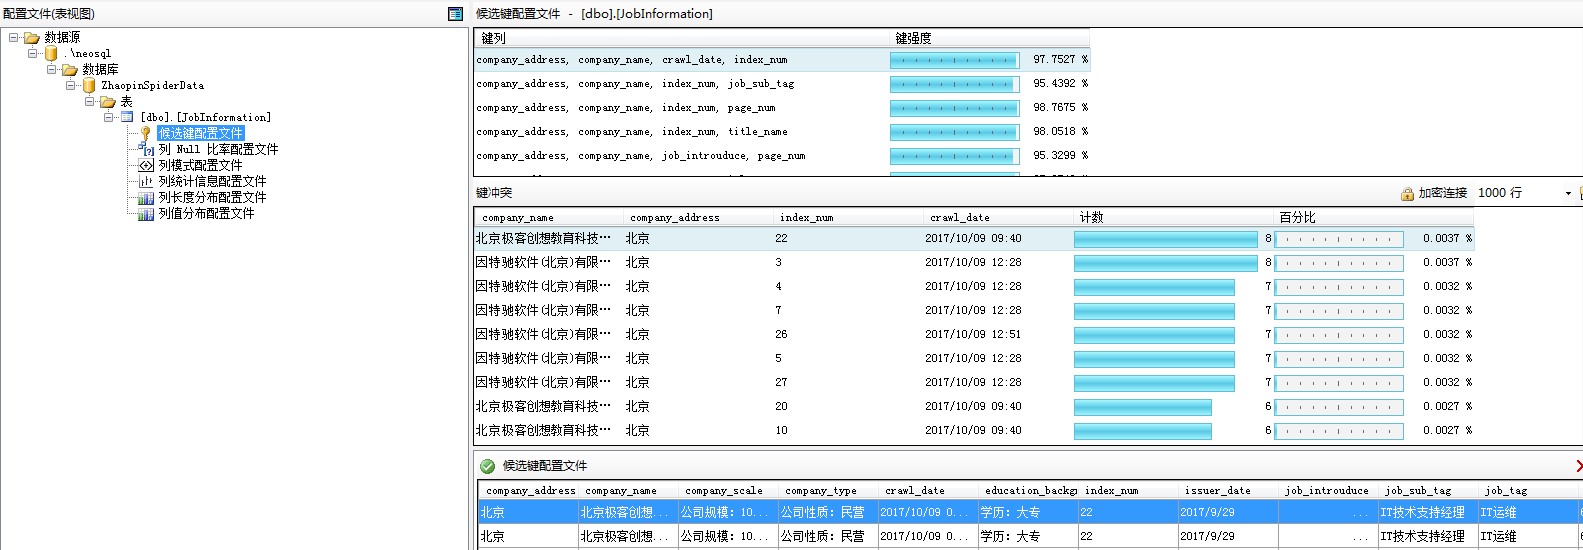 配置文件(表视图)
数据源
.\neosql
数据库
ZhaopinSpiderData
表
[dbo].[JobInformation]
候选键配置文件
列 Null 比率配置文件
列模式配置文件
列统计信息配置文件
列长度分布配置文件
列值分布配置文件
候选键配置文件 - [dbo].[JobInformation]
键列 键强度
company_address, company_name, crawl_date, index_num 97.7527 %
company_address, company_name, index_num, job_sub_tag 95.4392 %
company_address, company_name, index_num, page_num 98.7675 %
company_address, company_name, index_num, title_name 98.0518 %
company_address, company_name, job_introuduce, page_num 95.3299 %
键冲突 加密连接 1000 行
company_name company_address index_num crawl_date 计数 百分比
北京极客创想教育科技… 北京 22 2017/10/09 09:40 8 0.0037 %
因特驰软件(北京)有限… 北京 3 2017/10/09 12:28 8 0.0037 %
因特驰软件(北京)有限… 北京 4 2017/10/09 12:28 7 0.0032 %
因特驰软件(北京)有限… 北京 7 2017/10/09 12:28 7 0.0032 %
因特驰软件(北京)有限… 北京 26 2017/10/09 12:51 7 0.0032 %
因特驰软件(北京)有限… 北京 5 2017/10/09 12:28 7 0.0032 %
因特驰软件(北京)有限… 北京 27 2017/10/09 12:28 7 0.0032 %
北京极客创想教育科技… 北京 20 2017/10/09 09:40 6 0.0027 %
北京极客创想教育科技… 北京 10 2017/10/09 09:40 6 0.0027 %
候选键配置文件
company_address company_name company_scale company_type crawl_date education_backg index_num issuer_date job_introuduce job_sub_tag job_tag
北京 北京极客创想... 公司规模：10... 公司性质：民营 2017/10/09 0... 学历：大专 22 2017/9/29 ... IT技术支持经理 IT运维
北京 北京极客创想... 公司规模：10... 公司性质：民营 2017/10/09 0... 学历：大专 22 2017/9/29 ... IT技术支持经理 IT运维